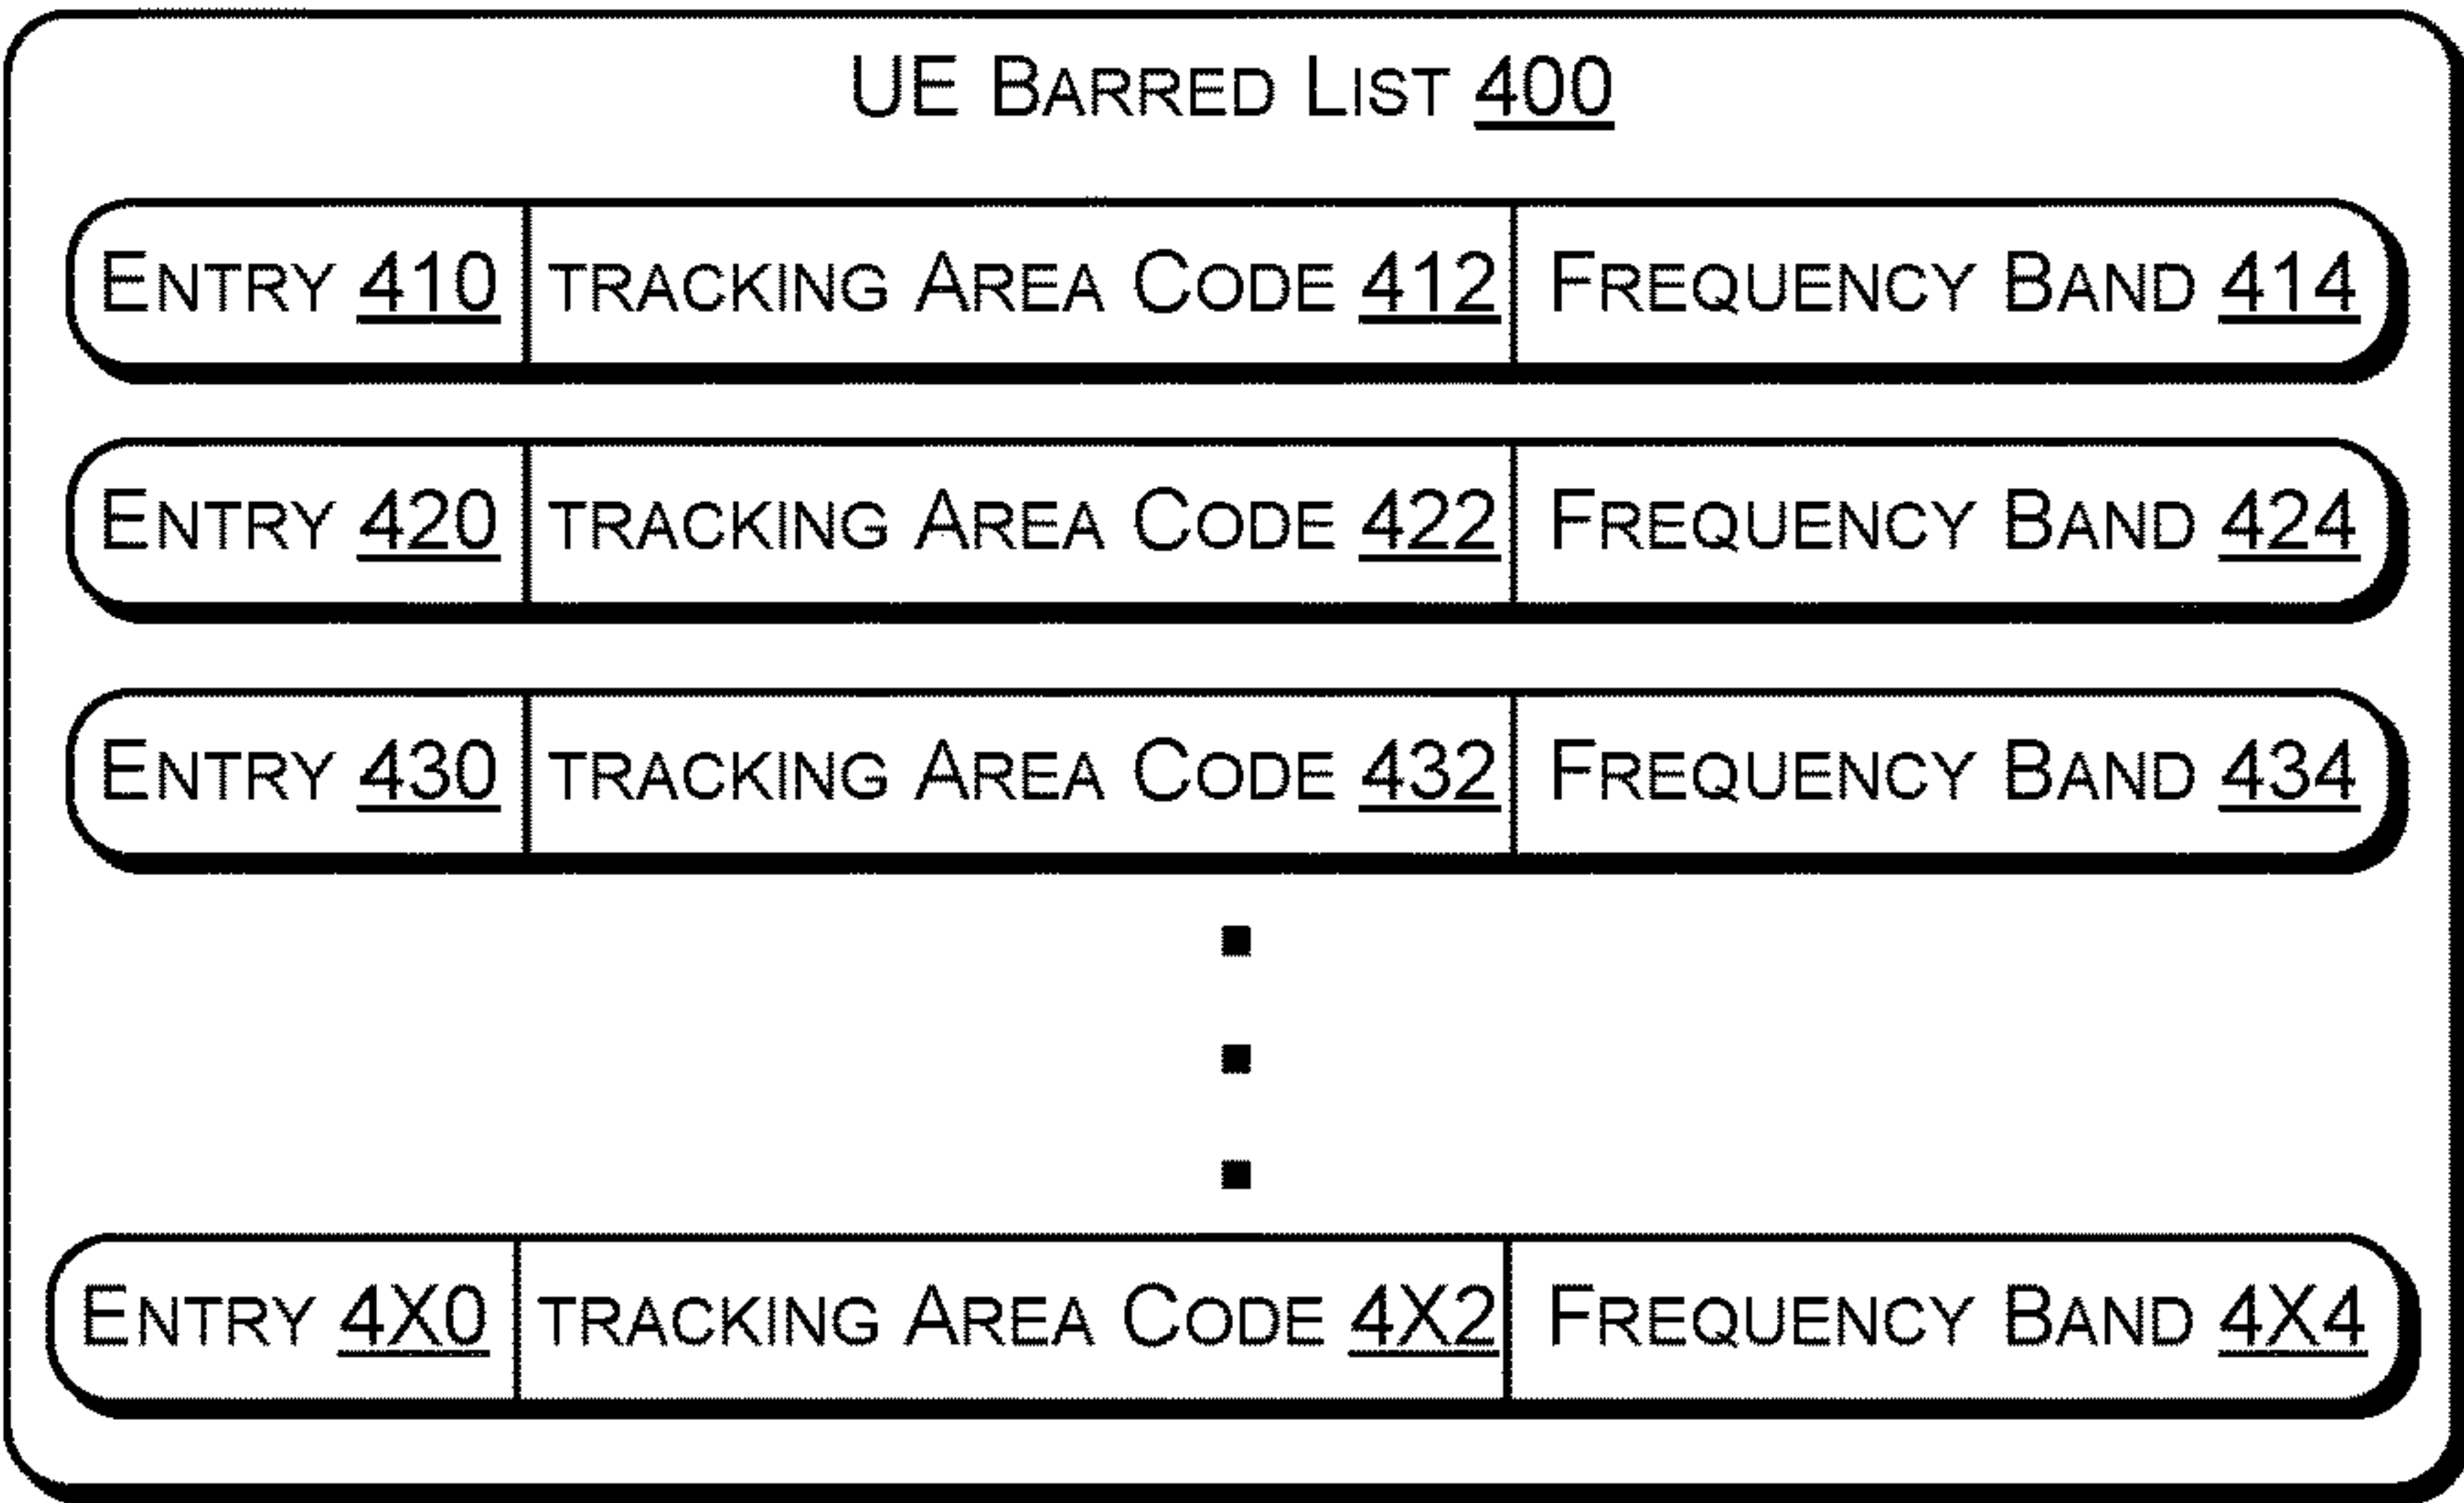 UE BARRED LIST 400
ENTRY 410 TRACKING AREA CODE 412 FREQUENCY BAND 414
ENTRY 420 TRACKING AREA CODE 422 FREQUENCY BAND 424
ENTRY 430 TRACKING AREA CODE 432 FREQUENCY BAND 434
ENTRY 4X0 TRACKING AREA CODE 4X2 FREQUENCY BAND 4X4